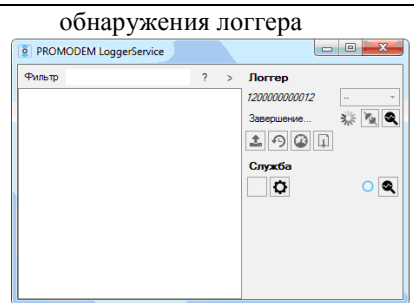 обнаружения логгера
PROMODEM LoggerService
Фильтр ? > Логгер
1200000000012 --
Завершение...
Служба